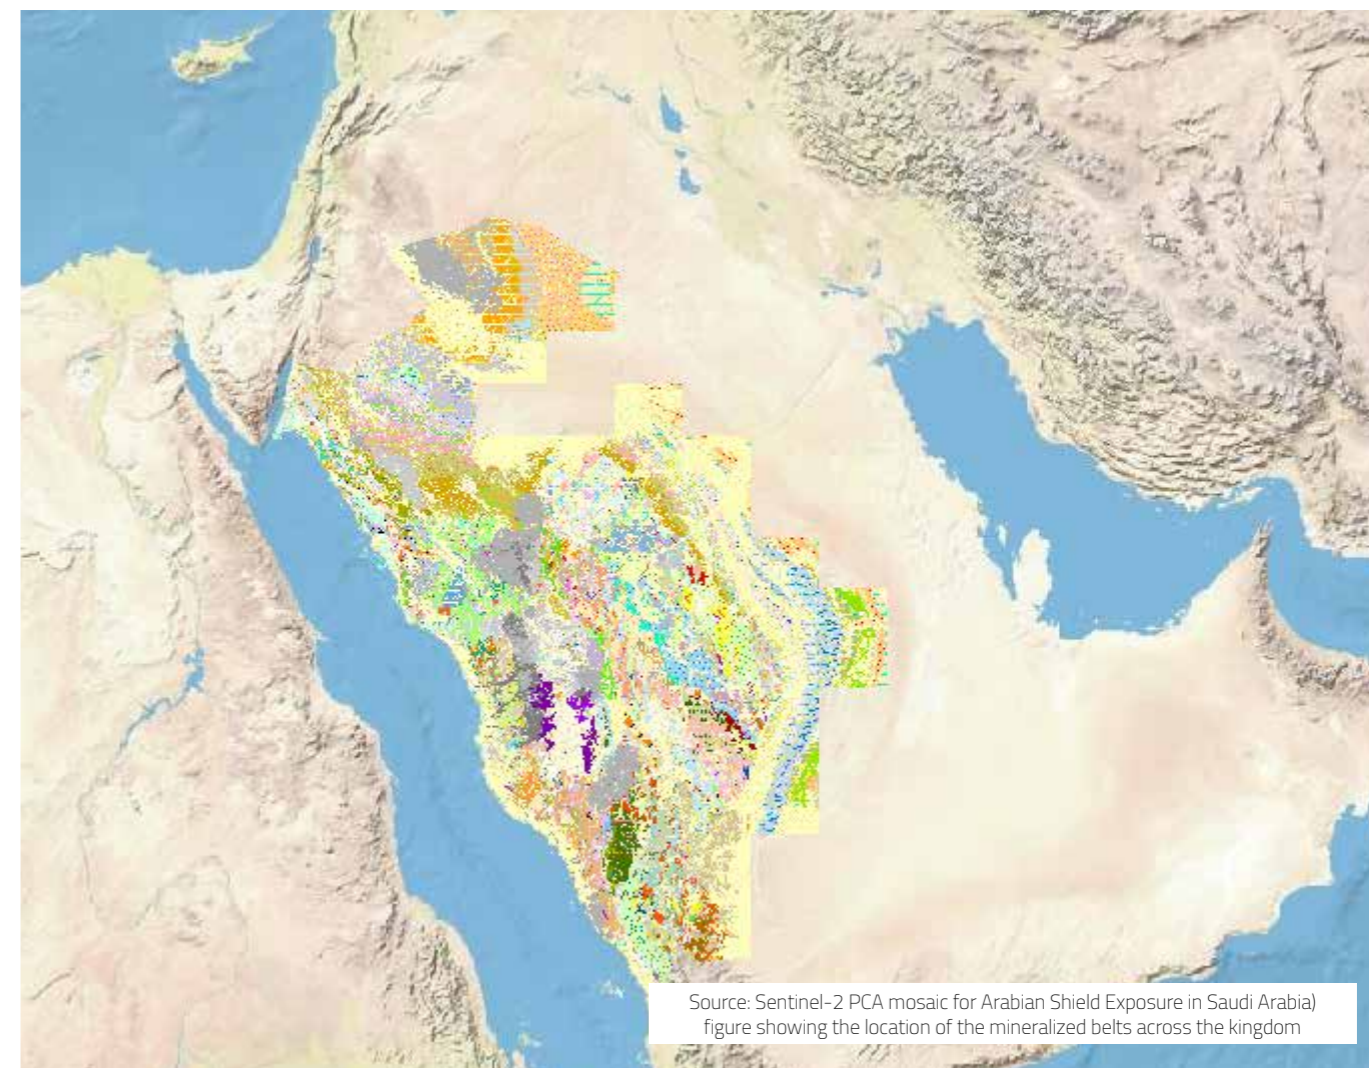 Source: Sentinel-2 PCA mosaic for Arabian Shield Exposure in Saudi Arabia)
figure showing the location of the mineralized belts across the kingdom